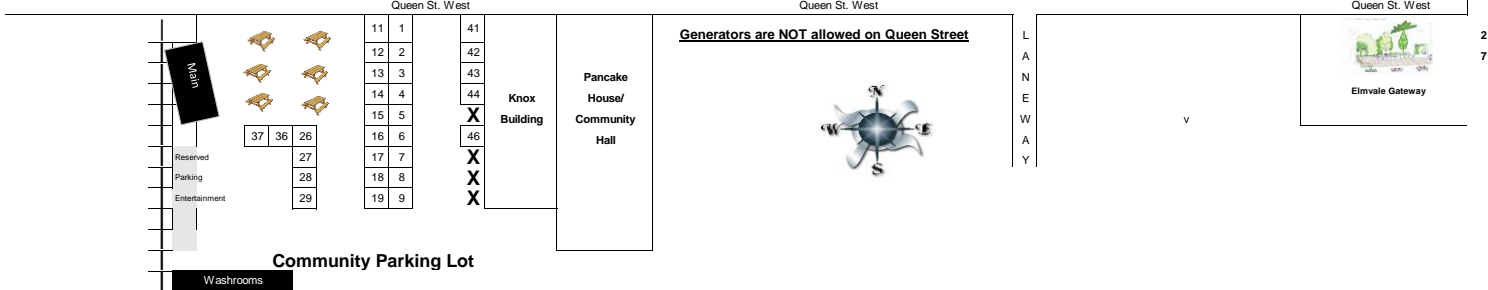 Queen St. West
Queen St. West
Queen St. West
11 1
41
Generators are NOT allowed on Queen Street
L
2
12 2
42
A
7
Main
13 3
43
Pancake
N
14 4
44
Knox
House/
N
E
Elmvale Gateway
15 5
X
Building
Community
W
E
W
v
37 36 26
16 6
46
Hall
A
Reserved
27
17 7
X
Y
Parking
28
18 8
X
S
Entertainment
29
19 9
X
Community Parking Lot
Washrooms